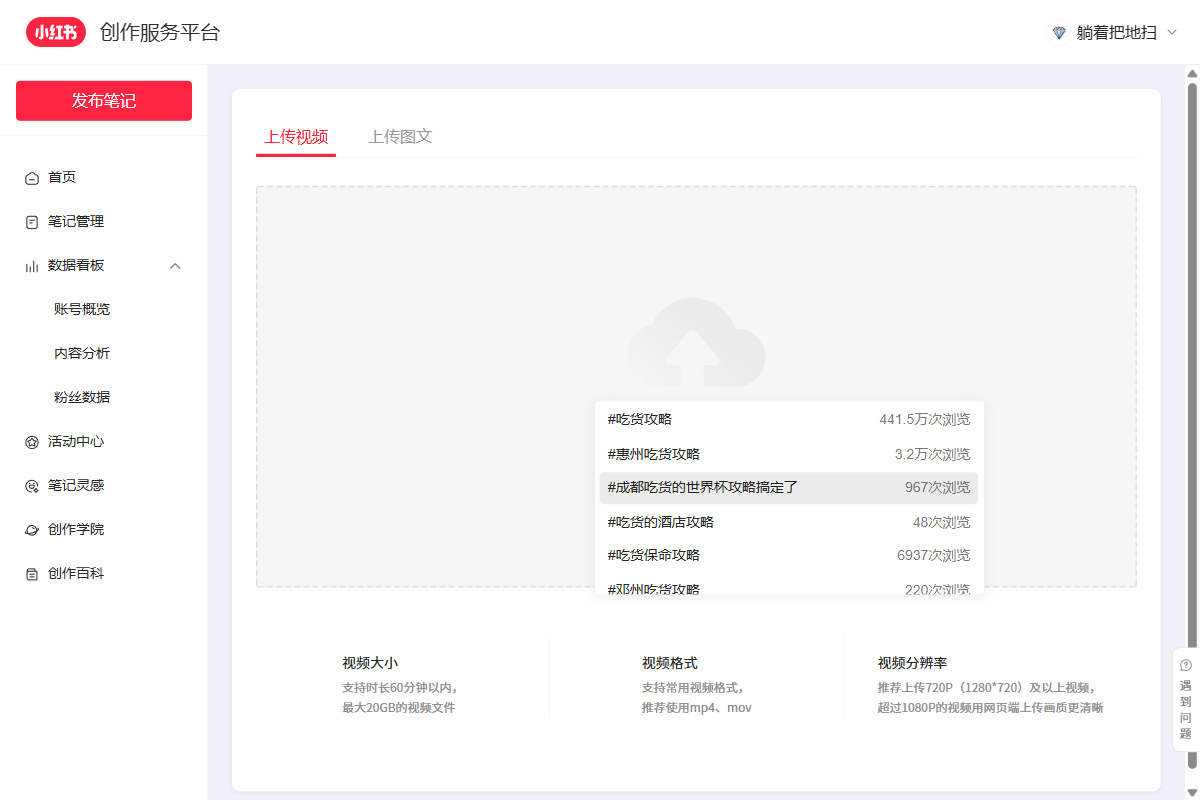 小红书 创作服务平台
躺着把地扫
发布笔记
首页
笔记管理
数据看板
账号概览
内容分析
粉丝数据
活动中心
笔记灵感
创作学院
创作百科
上传视频 上传图文
#吃货攻略 441.5万次浏览
#惠州吃货攻略 3.2万次浏览
#成都吃货的世界杯攻略搞定了 967次浏览
#吃货的酒店攻略 48次浏览
#吃货保命攻略 6937次浏览
#邓州吃货攻略 220次浏览
视频大小
支持时长60分钟以内，
最大20GB的视频文件
视频格式
支持常用视频格式，
推荐使用mp4、mov
视频分辨率
推荐上传720P（1280*720）及以上视频，
超过1080P的视频用网页端上传画质更清晰
遇到问题